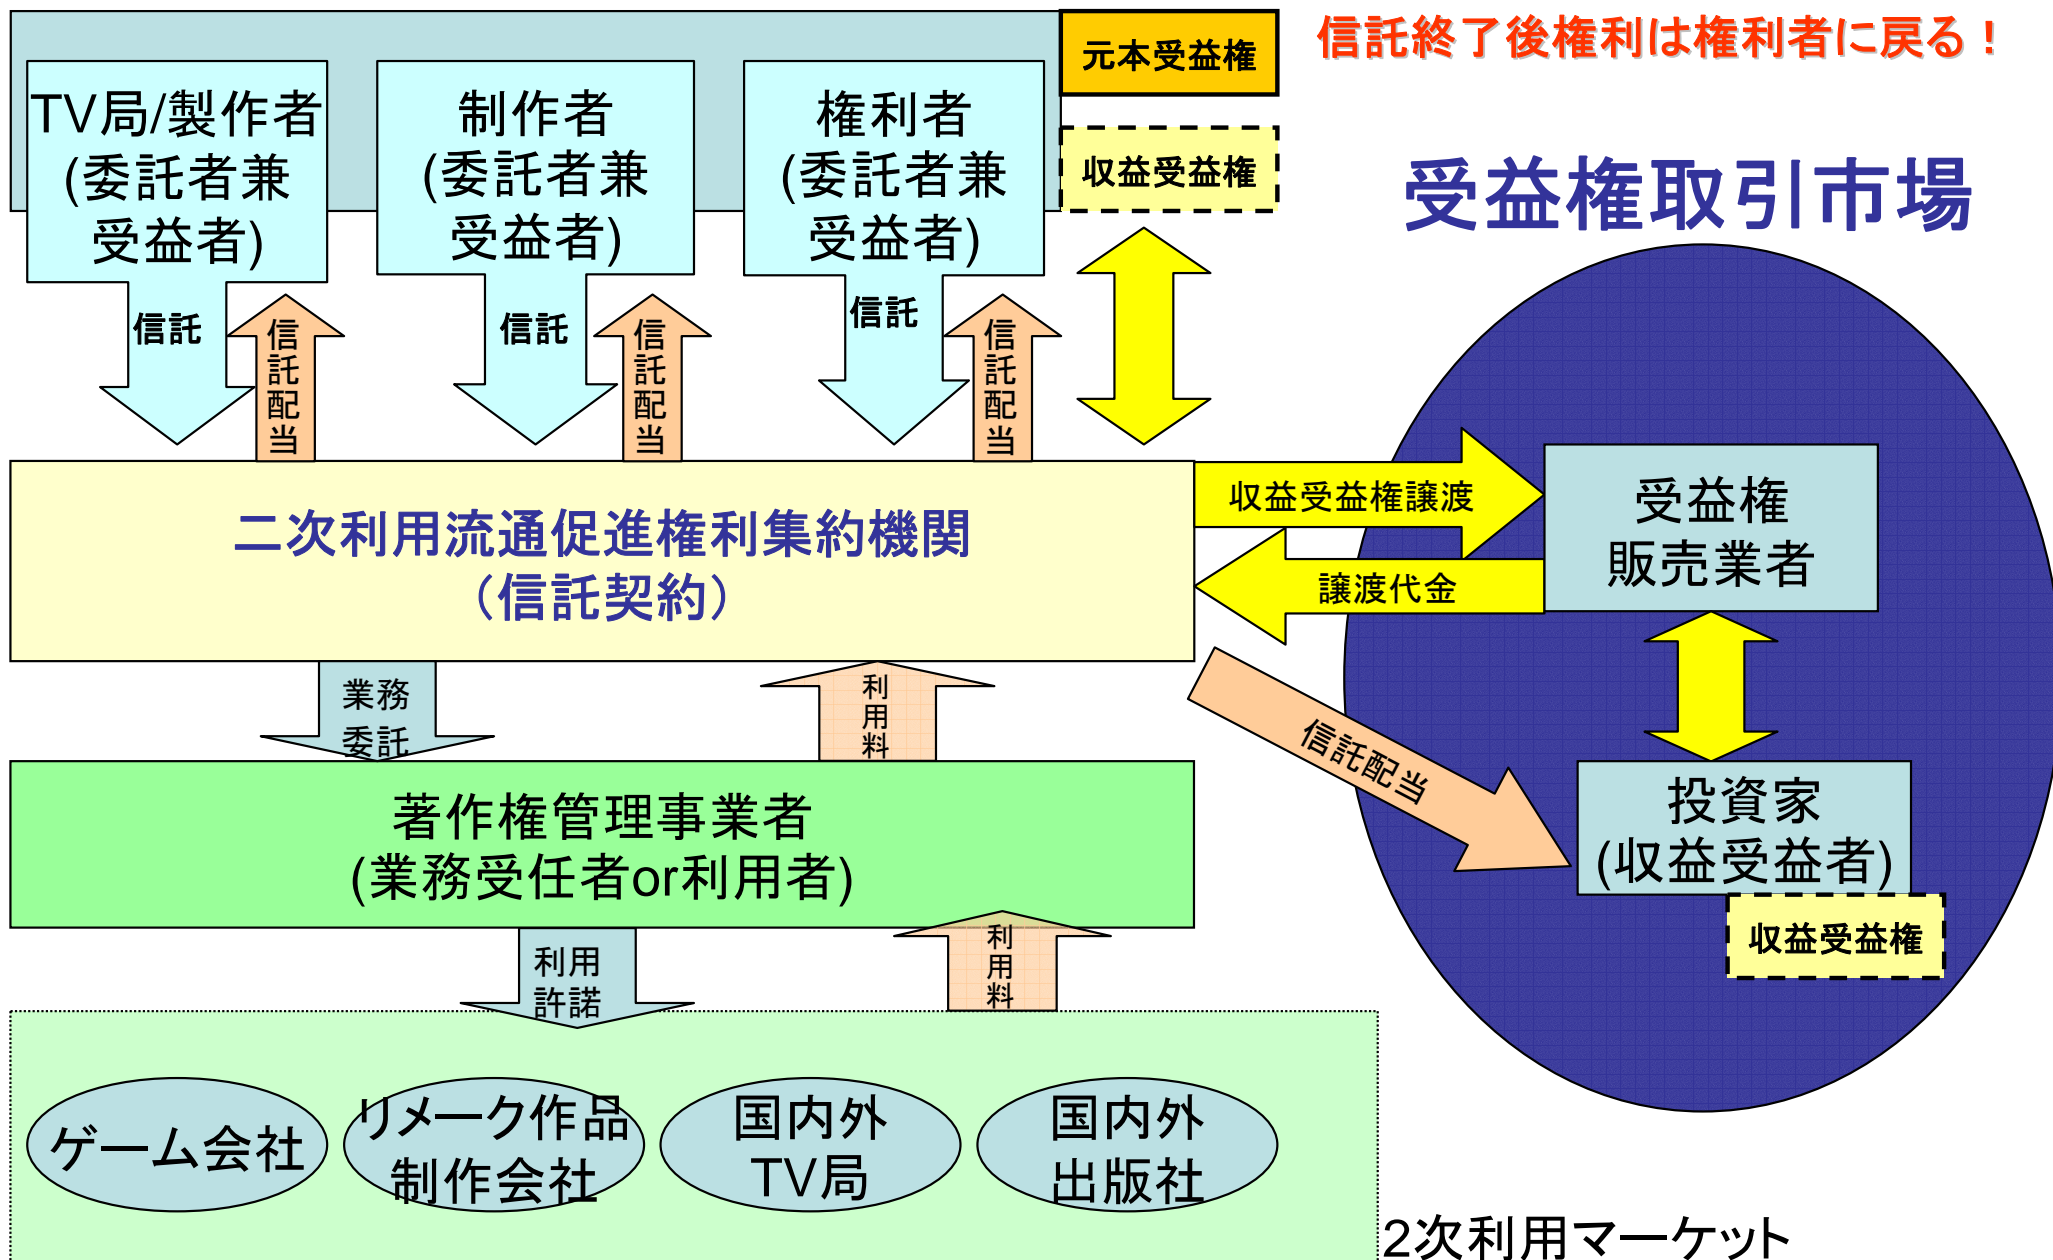 信託終了後権利は権利者に戻る！
元本受益権
収益受益権
TV局/製作者
(委託者兼
受益者)
制作者
(委託者兼
受益者)
権利者
(委託者兼
受益者)
受益権取引市場
信託
信託配当
信託
信託配当
信託
信託配当
二次利用流通促進権利集約機関
（信託契約）
収益受益権譲渡
譲渡代金
受益権
販売業者
業務
委託
利用料
信託配当
投資家
(収益受益者)
収益受益権
著作権管理事業者
(業務受任者or利用者)
利用
許諾
利用料
ゲーム会社
リメーク作品
制作会社
国内外
TV局
国内外
出版社
2次利用マーケット